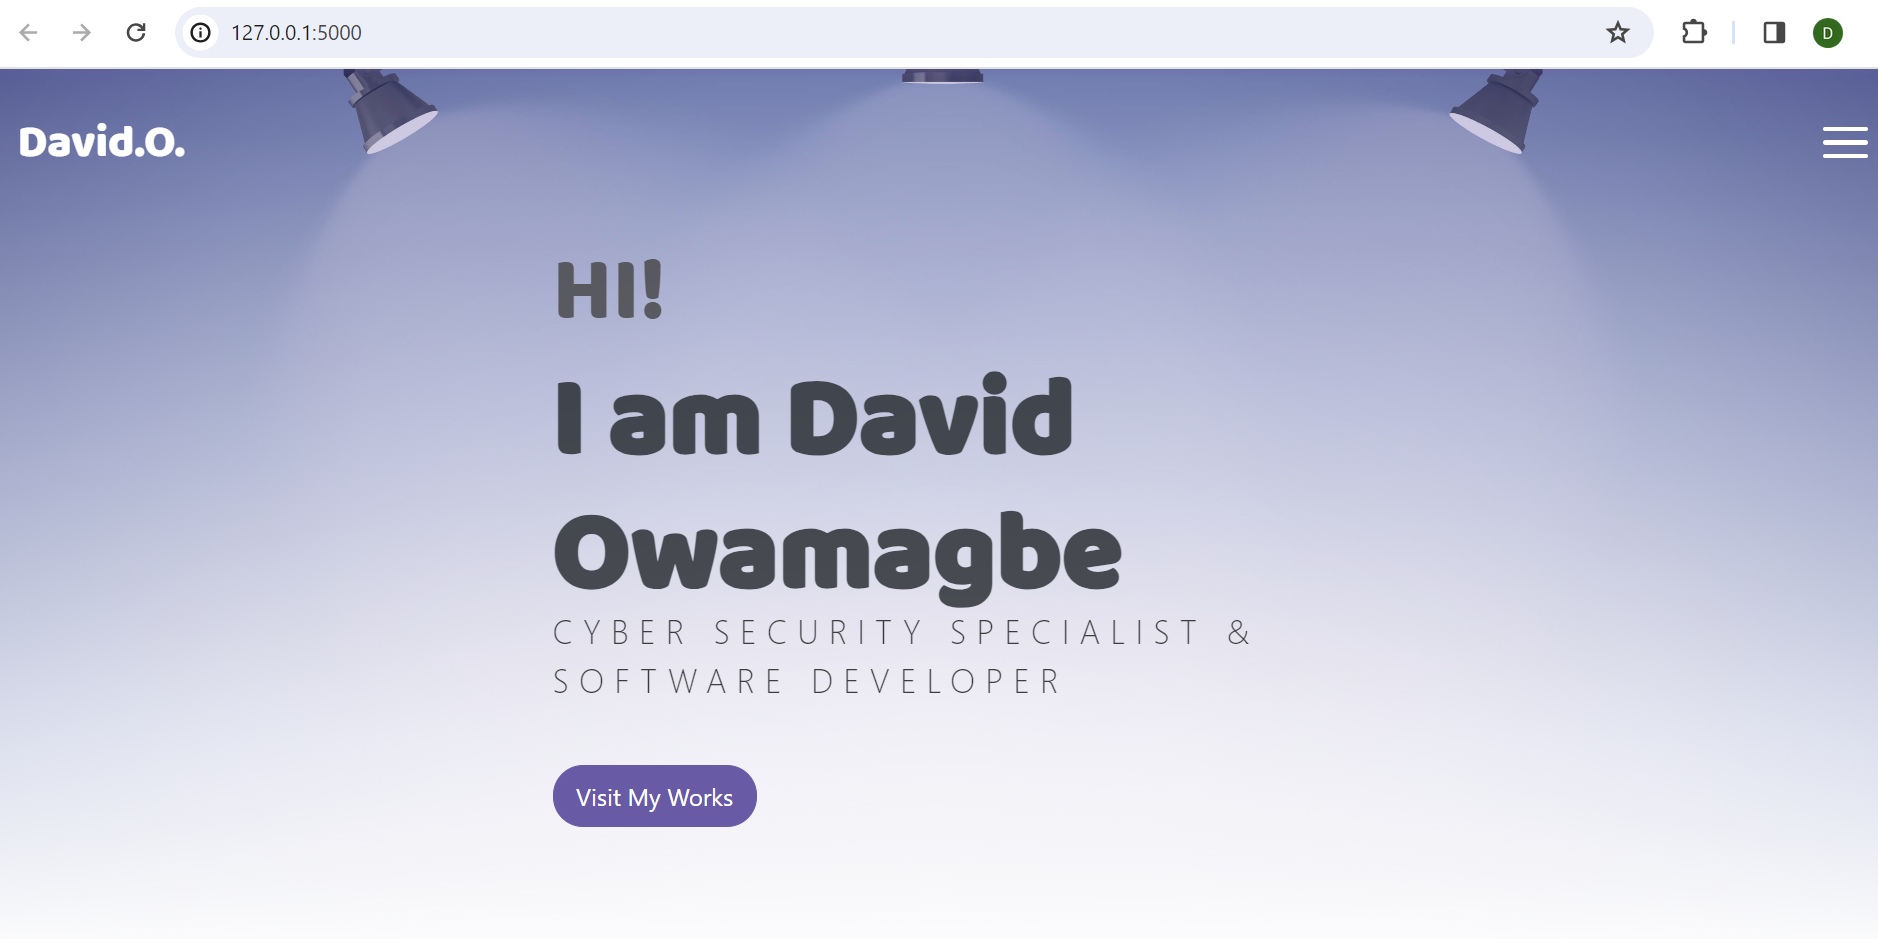 127.0.0.1:5000
D
David.O.
HI!
I am David
Owamagbe
CYBER SECURITY SPECIALIST &
SOFTWARE DEVELOPER
Visit My Works